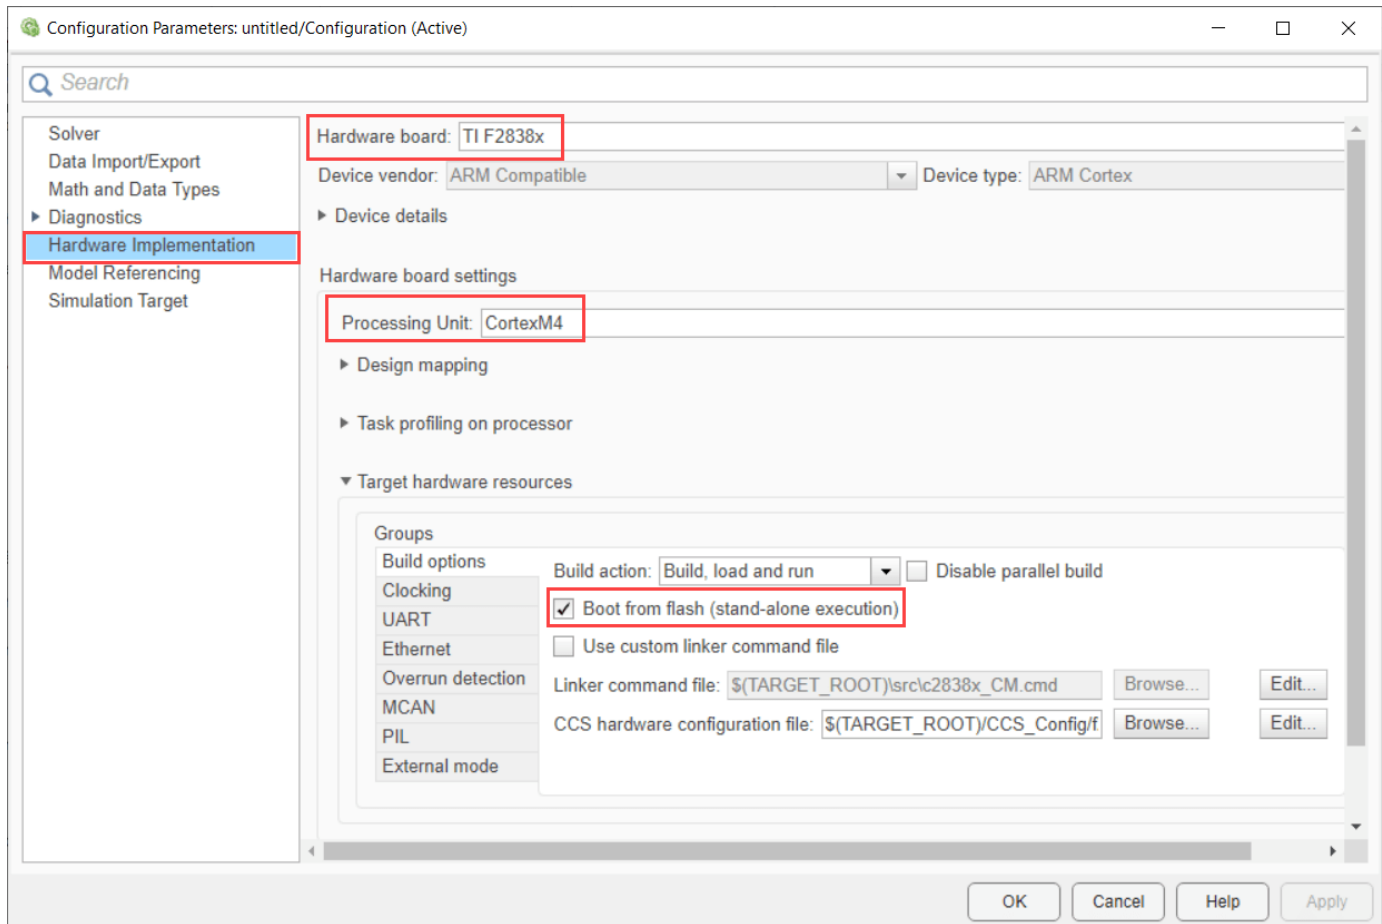 Configuration Parameters: untitled/Configuration (Active)
Search
Solver
Data Import/Export
Math and Data Types
Diagnostics
Hardware Implementation
Model Referencing
Simulation Target
Hardware board: TI F2838x
Device vendor: ARM Compatible Device type: ARM Cortex
Device details
Hardware board settings
Processing Unit: CortexM4
Design mapping
Task profiling on processor
Target hardware resources
Groups
Build options
Clocking
UART
Ethernet
Overrun detection
MCAN
PIL
External mode
Build action: Build, load and run Disable parallel build
Boot from flash (stand-alone execution)
Use custom linker command file
Linker command file: $(TARGET_ROOT)\src\c2838x_CM.cmd Browse... Edit...
CCS hardware configuration file: $(TARGET_ROOT)/CCS_Config/f Browse... Edit...
OK Cancel Help Apply